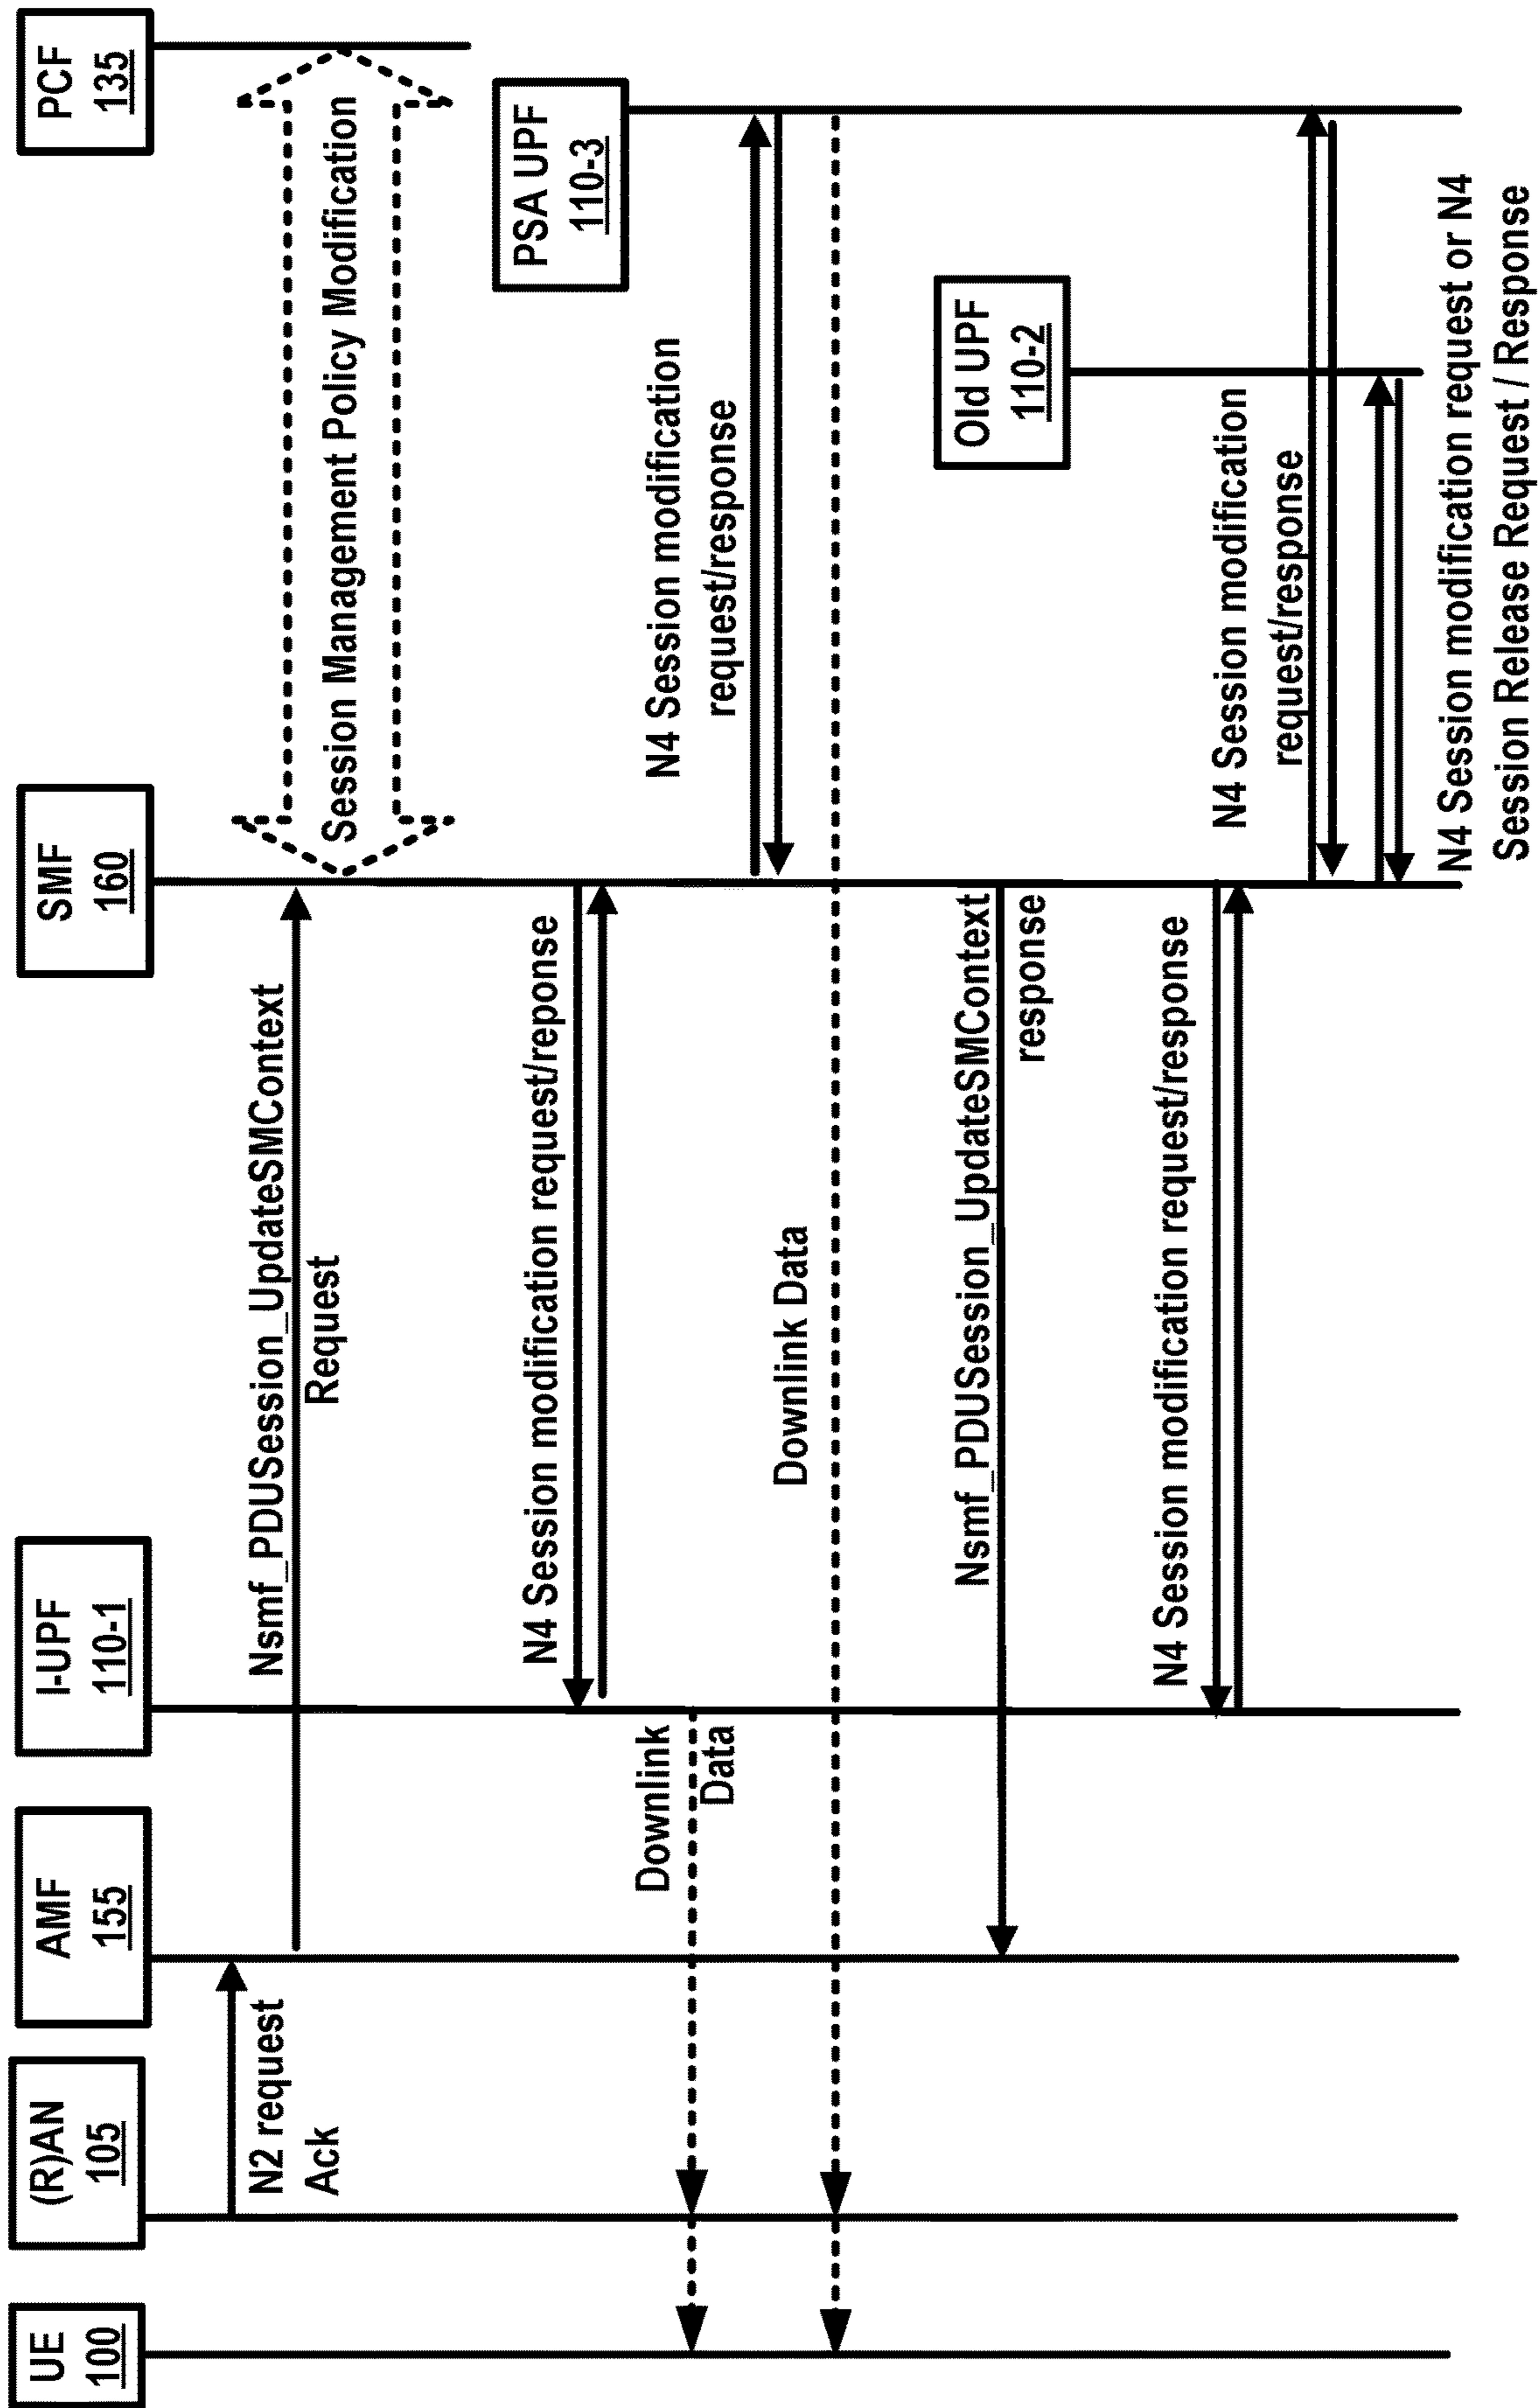 UE
100
(R)AN
105
AMF
155
I-UPF
110-1
SMF
160
PCF
135
N2 request
Ack
Nsmf_PDUSession_UpdateSMContext
Request
Session Management Policy Modification
PSA UPF
110-3
N4 Session modification request/reponse
Downlink
Data
N4 Session modification
request/response
Downlink Data
Old UPF
110-2
Nsmf_PDUSession_UpdateSMContext
response
N4 Session modification request/response
N4 Session modification
request/response
N4 Session modification request or N4
Session Release Request / Response